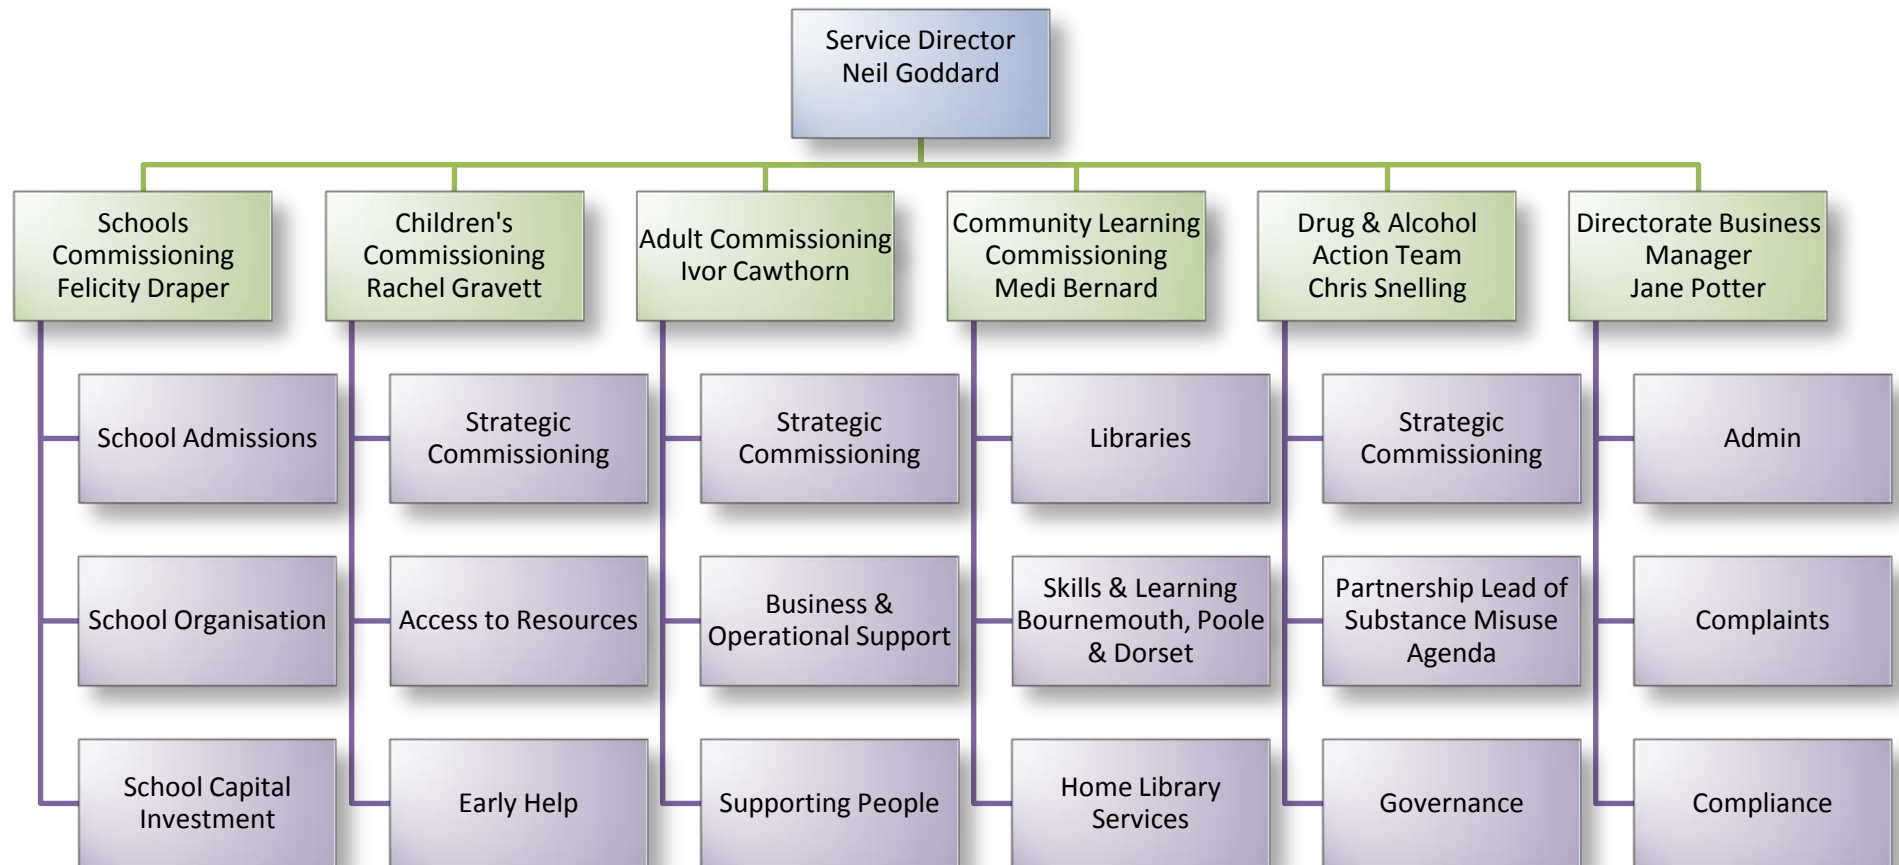 Service Director
Neil Goddard
Schools
Commissioning
Felicity Draper
Children's
Commissioning
Rachel Gravett
Adult Commissioning
Ivor Cawthorn
Community Learning
Commissioning
Medi Bernard
Drug & Alcohol
Action Team
Chris Snelling
Directorate Business
Manager
Jane Potter
School Admissions
Strategic
Commissioning
Strategic
Commissioning
Libraries
Strategic
Commissioning
Admin
School Organisation
Access to Resources
Business &
Operational Support
Skills & Learning
Bournemouth, Poole
& Dorset
Partnership Lead of
Substance Misuse
Agenda
Complaints
School Capital
Investment
Early Help
Supporting People
Home Library
Services
Governance
Compliance